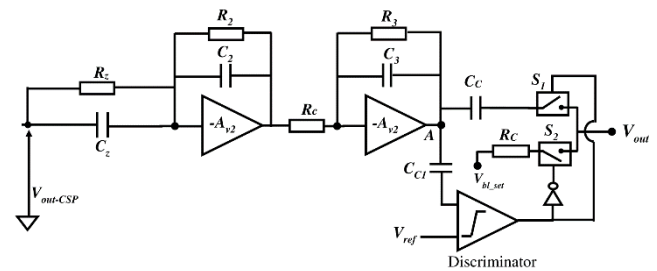 R2
R3
C2
C3
Rz
Cz
-Av2
Rc
-Av2
A
CC
S1
RC
S2
Vout
Vbl_set
CC1
Vout-CSP
Vref
Discriminator